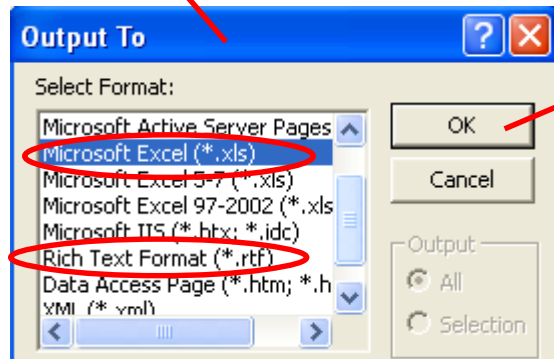 Output To
Select Format:
Microsoft Active Server Pages
Microsoft Excel (*.xls)
Microsoft Excel 5-7 (*.xls)
Microsoft Excel 97-2002 (*.xls
Microsoft IIS (*.htx; *.idc)
Rich Text Format (*.rtf)
Data Access Page (*.htm; *.h
XML (*.xml)
OK
Cancel
Output
All
Selection